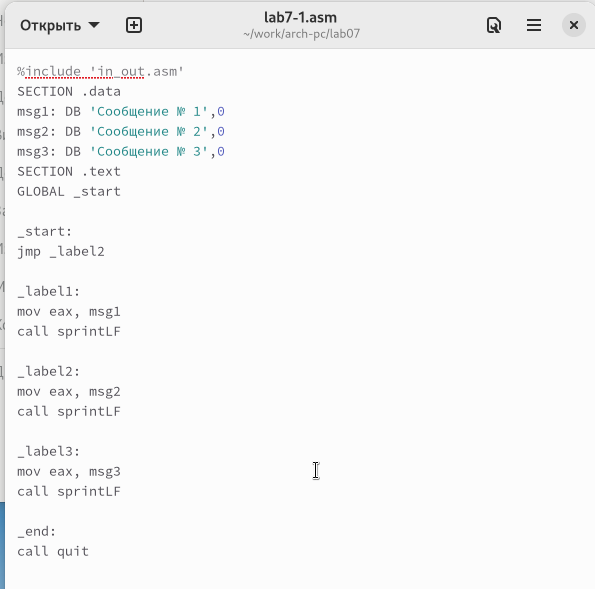 Открыть
lab7-1.asm
~/work/arch-pc/lab07
%include 'in_out.asm'
SECTION .data
msg1: DB 'Сообщение № 1',0
msg2: DB 'Сообщение № 2',0
msg3: DB 'Сообщение № 3',0
SECTION .text
GLOBAL _start
_start:
jmp _label2
_label1:
mov eax, msg1
call sprintLF
_label2:
mov eax, msg2
call sprintLF
_label3:
mov eax, msg3
call sprintLF
_end:
call quit